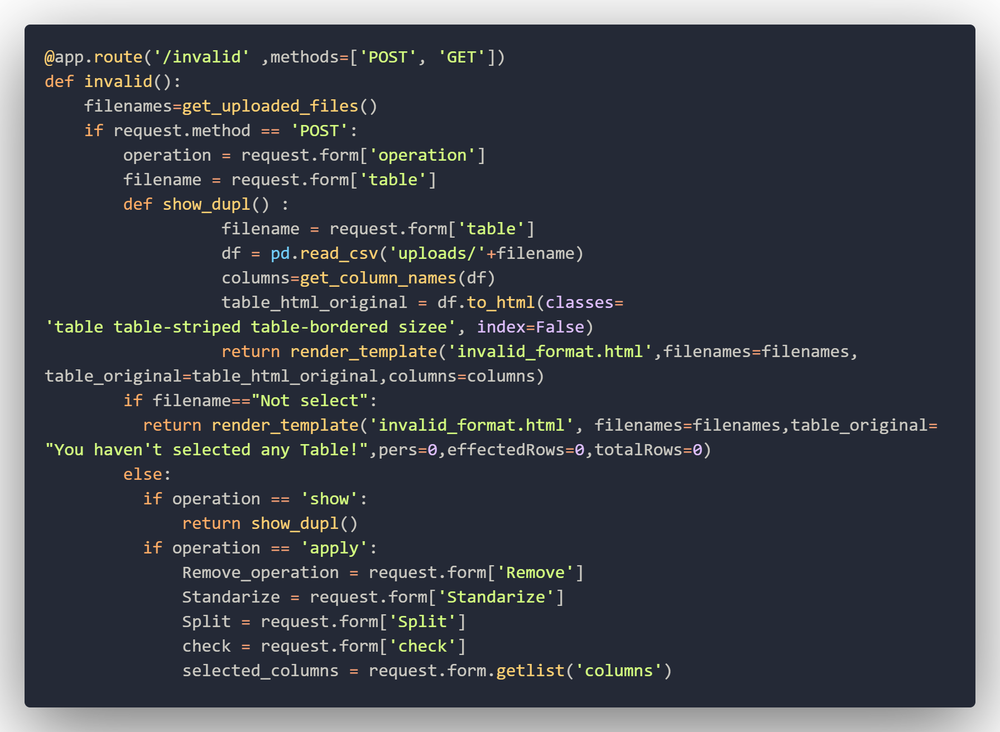 @app.route('/invalid' ,methods=['POST', 'GET'])
def invalid():
    filenames=get_uploaded_files()
    if request.method == 'POST':
        operation = request.form['operation']
        filename = request.form['table']
        def show_dupl() :
                  filename = request.form['table']
                  df = pd.read_csv('uploads/'+filename)
                  columns=get_column_names(df)
                  table_html_original = df.to_html(classes=
'table table-striped table-bordered sizee', index=False)
                  return render_template('invalid_format.html',filenames=filenames,
table_original=table_html_original,columns=columns)
        if filename=="Not select":
          return render_template('invalid_format.html', filenames=filenames,table_original=
"You haven't selected any Table!",pers=0,effectedRows=0,totalRows=0)
        else:
          if operation == 'show':
              return show_dupl()
          if operation == 'apply':
              Remove_operation = request.form['Remove']
              Standarize = request.form['Standarize']
              Split = request.form['Split']
              check = request.form['check']
              selected_columns = request.form.getlist('columns')